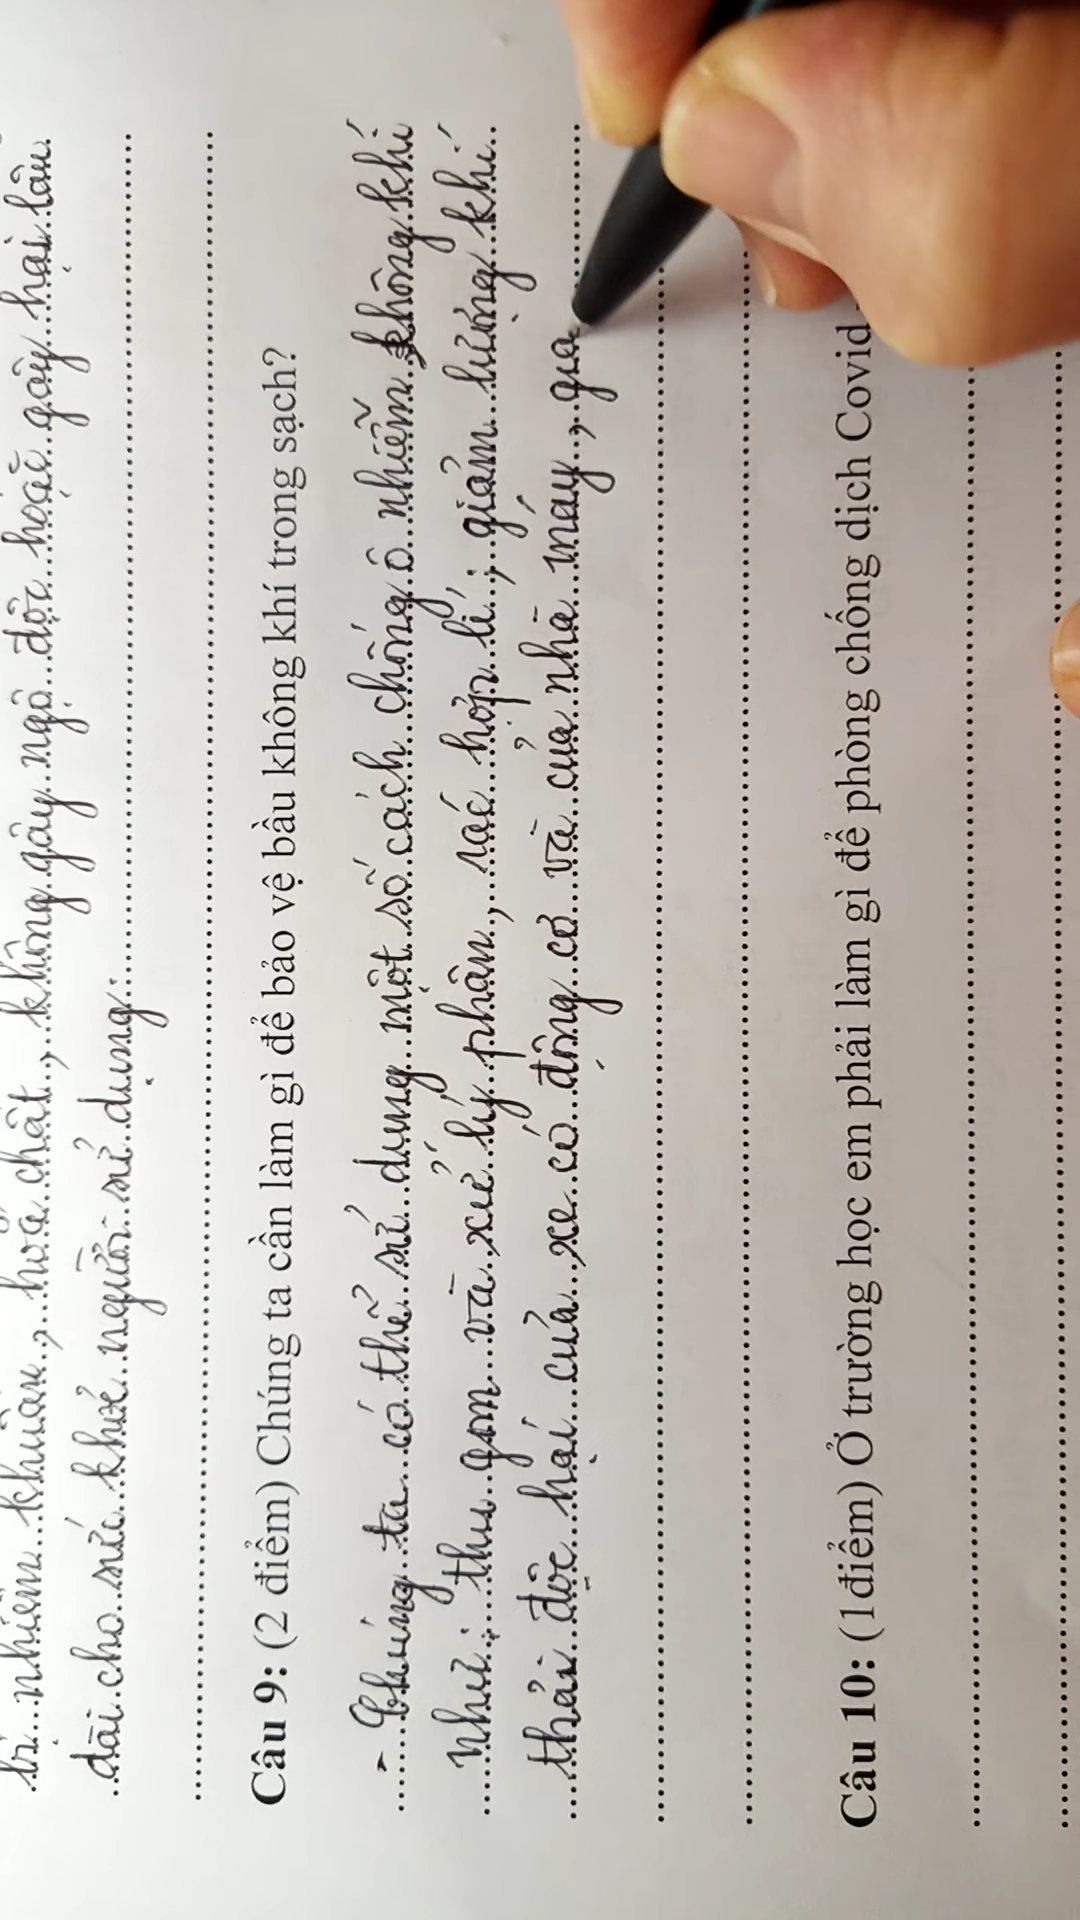 bị nhiễm khuẩn, hoá chất, không gây ngộ độc hoặc gây hại lâu
dài cho sức khoẻ người sử dụng.
Câu 9: (2 điểm) Chúng ta cần làm gì để bảo vệ bầu không khí trong sạch?
- Chúng ta có thể sử dụng một số cách chống ô nhiễm không khí
như: thu gom và xử lý phân, rác hợp lí; giảm lượng khí
thải độc hại của xe có động cơ và của nhà máy, gia
Câu 10: (1điểm) Ở trường học em phải làm gì để phòng chống dịch Covid